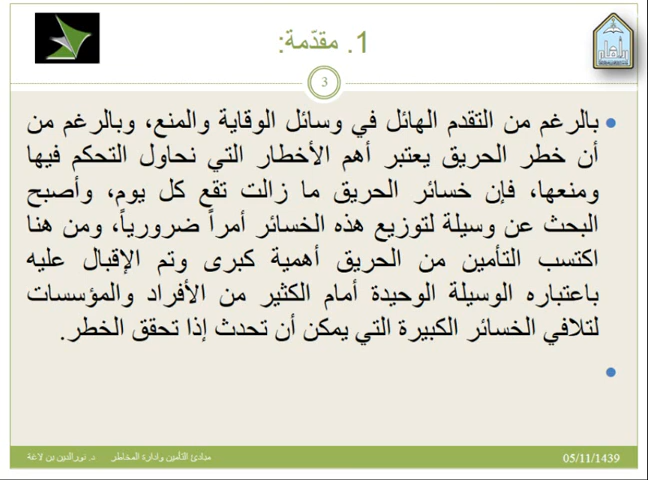 1. مقدّمة:
3
بالرغم من التقدم الهائل في وسائل الوقاية والمنع، وبالرغم من
أن خطر الحريق يعتبر أهم الأخطار التي نحاول التحكم فيها
ومنعها، فإن خسائر الحريق ما زالت تقع كل يوم، وأصبح
البحث عن وسيلة لتوزيع هذه الخسائر أمراً ضرورياً، ومن هنا
اكتسب التأمين من الحريق أهمية كبرى وتم الإقبال عليه
باعتباره الوسيلة الوحيدة أمام الكثير من الأفراد والمؤسسات
لتلافي الخسائر الكبيرة التي يمكن أن تحدث إذا تحقق الخطر.
05/11/1439
مبادئ التأمين وإدارة المخاطر د. نورالدين بن لاغة